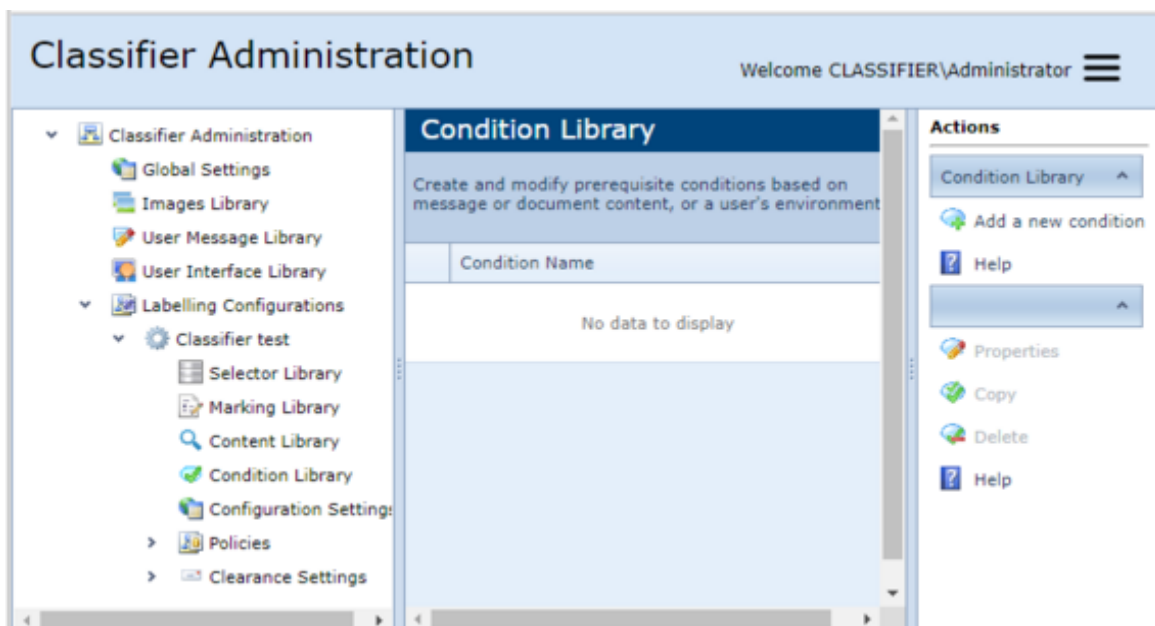 Classifier Administration
Welcome CLASSIFIER\Administrator
Classifier Administration
Global Settings
Images Library
User Message Library
User Interface Library
Labelling Configurations
Classifier test
Selector Library
Marking Library
Content Library
Condition Library
Configuration Settings
Policies
Clearance Settings
Condition Library
Create and modify prerequisite conditions based on
message or document content, or a user's environment
Condition Name
No data to display
Actions
Condition Library
Add a new condition
Help
Properties
Copy
Delete
Help